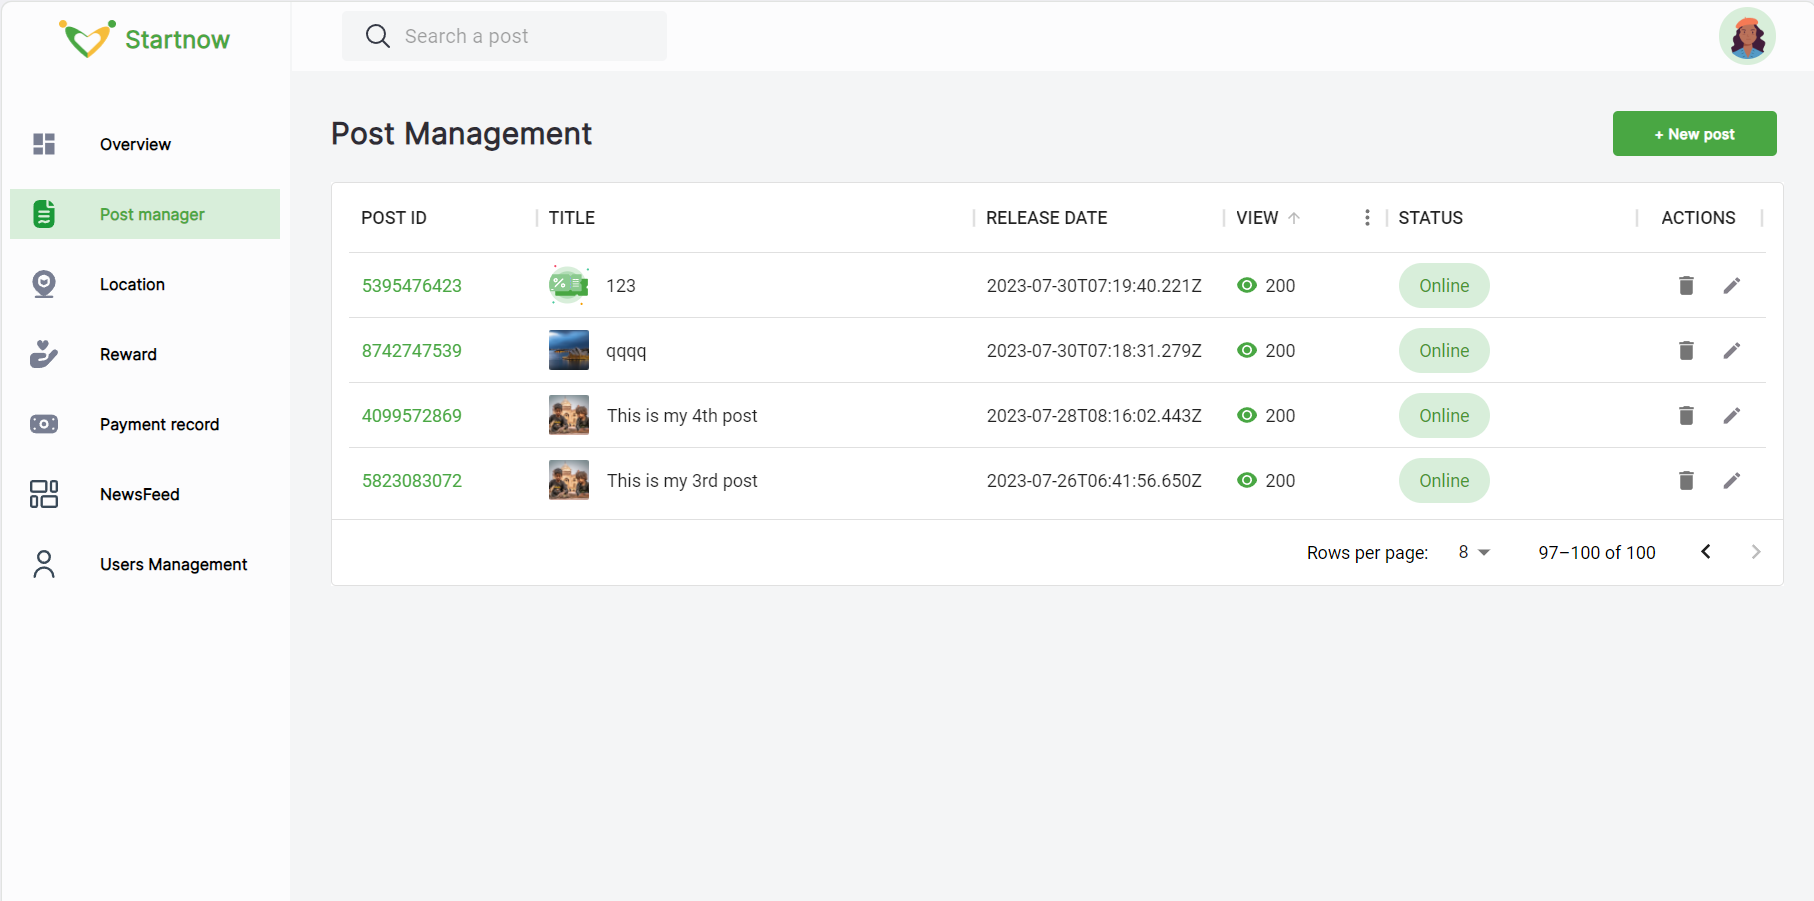 Startnow
Search a post
Overview
Post manager
Location
Reward
Payment record
NewsFeed
Users Management
Post Management
+ New post
POST ID TITLE RELEASE DATE VIEW STATUS ACTIONS
5395476423 123 2023-07-30T07:19:40.221Z 200 Online
8742747539 qqqq 2023-07-30T07:18:31.279Z 200 Online
4099572869 This is my 4th post 2023-07-28T08:16:02.443Z 200 Online
5823083072 This is my 3rd post 2023-07-26T06:41:56.650Z 200 Online
Rows per page: 8 97–100 of 100